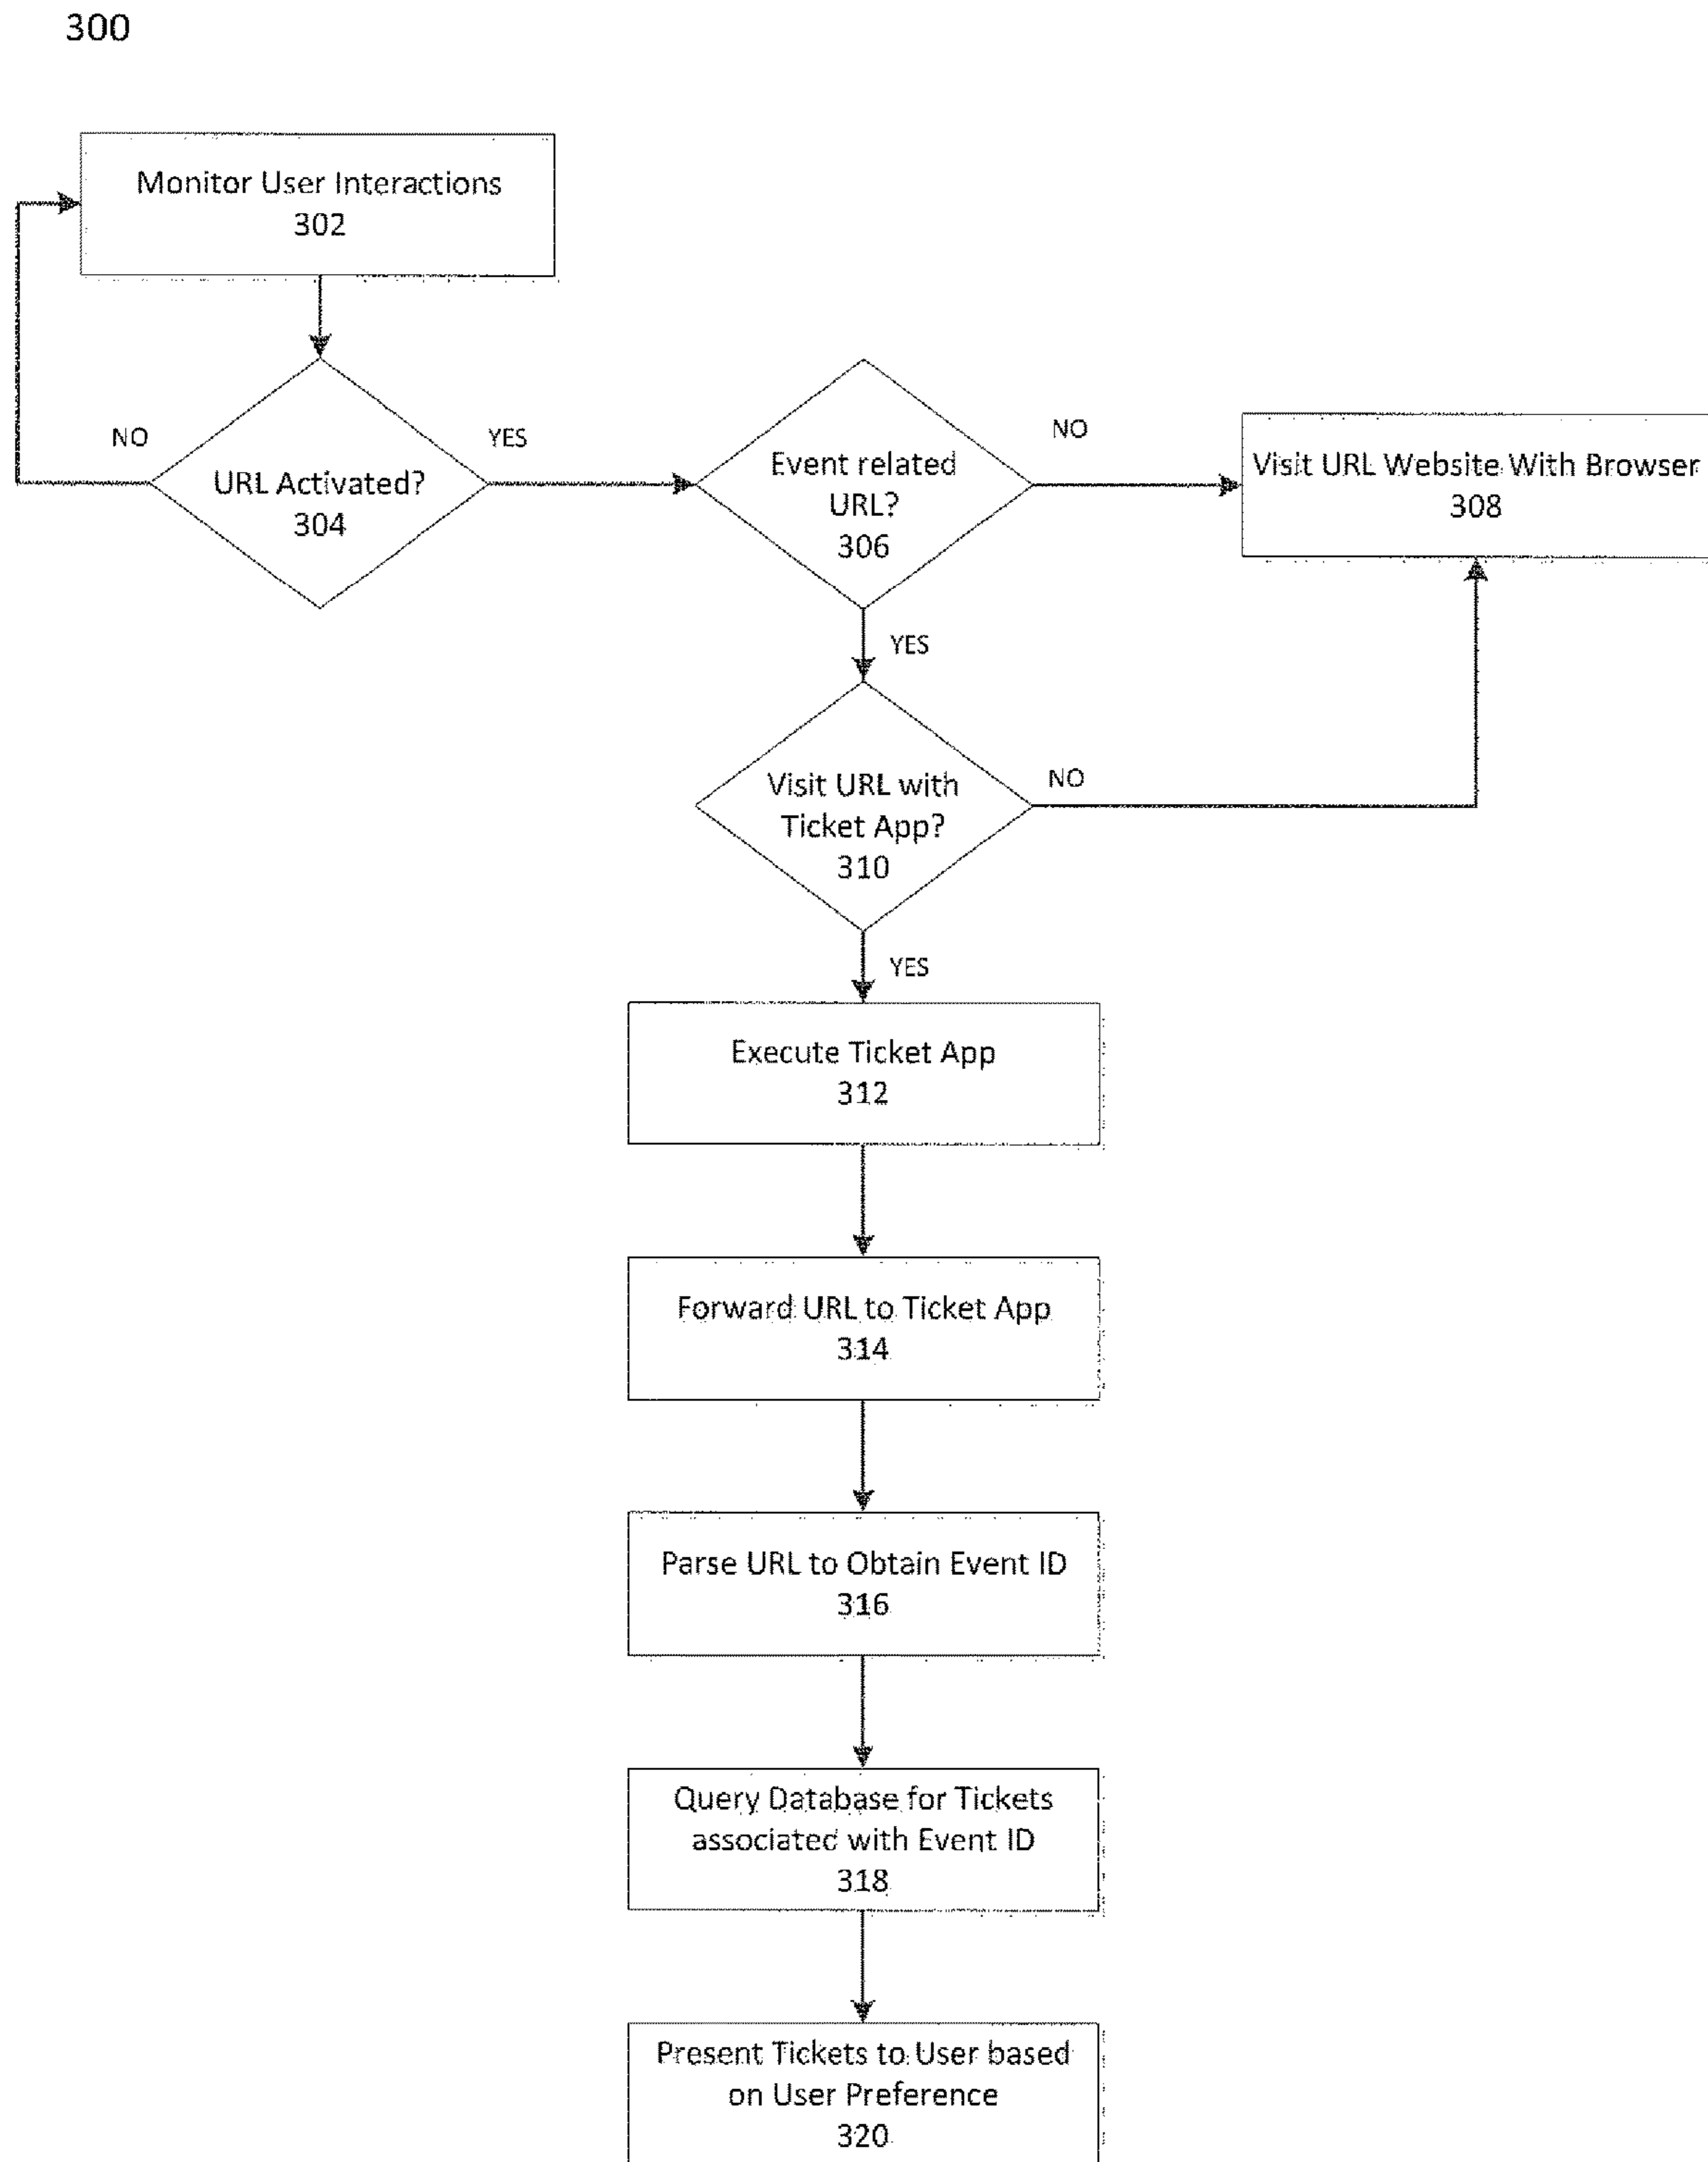 300
Monitor User Interactions
302
NO
YES
URL Activated?
304
Event related
URL?
306
NO
Visit URL Website With Browser
308
YES
Visit URL with
Ticket App?
310
NO
YES
Execute Ticket App
312
Forward URL to Ticket App
314
Parse URL to Obtain Event ID
316
Query Database for Tickets
associated with Event ID
318
Present Tickets to User based
on User Preference
320